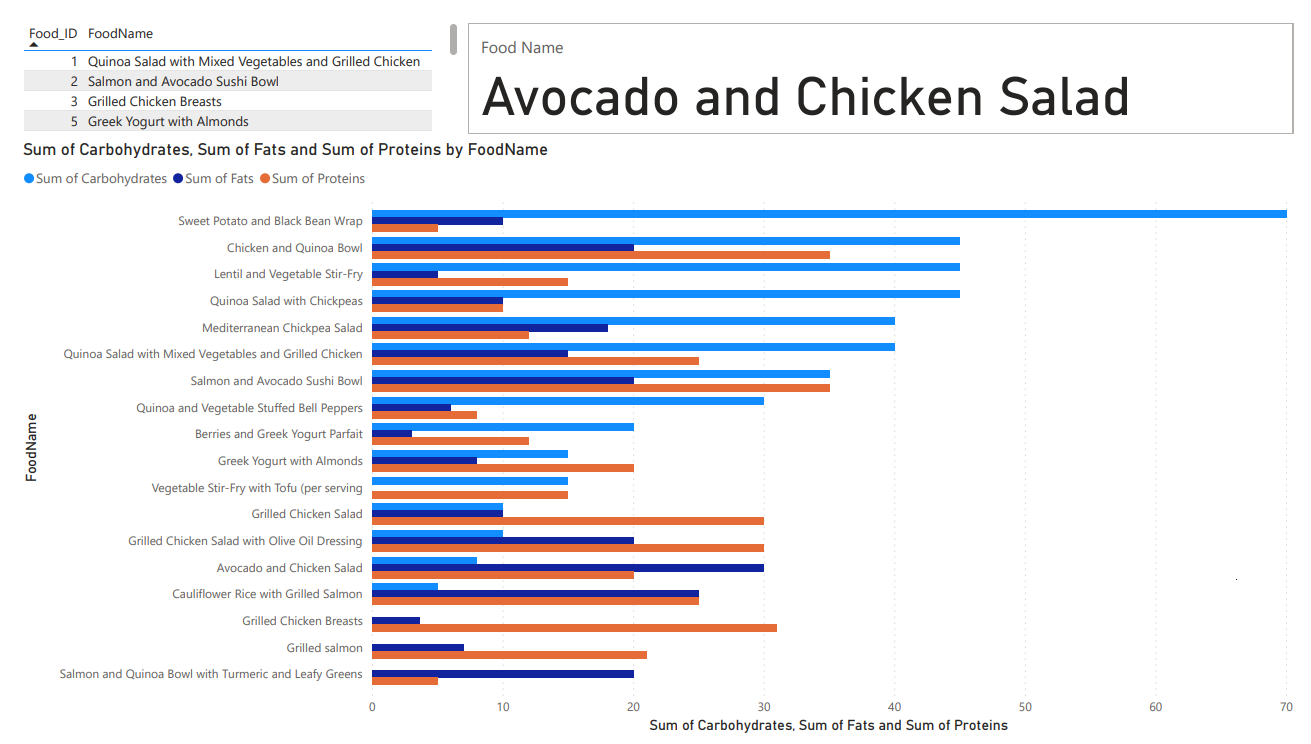 Food_ID FoodName
1 Quinoa Salad with Mixed Vegetables and Grilled Chicken
2 Salmon and Avocado Sushi Bowl
3 Grilled Chicken Breasts
5 Greek Yogurt with Almonds
Food Name
Avocado and Chicken Salad
Sum of Carbohydrates, Sum of Fats and Sum of Proteins by FoodName
Sum of Carbohydrates Sum of Fats Sum of Proteins
FoodName
Sweet Potato and Black Bean Wrap
Chicken and Quinoa Bowl
Lentil and Vegetable Stir-Fry
Quinoa Salad with Chickpeas
Mediterranean Chickpea Salad
Quinoa Salad with Mixed Vegetables and Grilled Chicken
Salmon and Avocado Sushi Bowl
Quinoa and Vegetable Stuffed Bell Peppers
Berries and Greek Yogurt Parfait
Greek Yogurt with Almonds
Vegetable Stir-Fry with Tofu (per serving
Grilled Chicken Salad
Grilled Chicken Salad with Olive Oil Dressing
Avocado and Chicken Salad
Cauliflower Rice with Grilled Salmon
Grilled Chicken Breasts
Grilled salmon
Salmon and Quinoa Bowl with Turmeric and Leafy Greens
0 10 20 30 40 50 60 70
Sum of Carbohydrates, Sum of Fats and Sum of Proteins